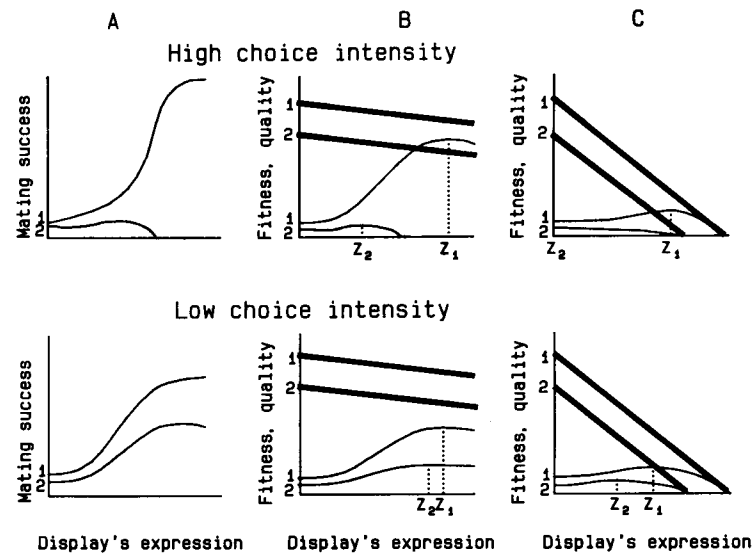 A B C
High choice intensity
Mating success
1
2
Fitness, quality
1
2
1
2
Z₂ Z₁
Fitness, quality
1
2
1
2
Z₂ Z₁
Low choice intensity
Mating success
1
2
Fitness, quality
1
2
1
2
Z₂Z₁
Fitness, quality
1
2
1
2
Z₂ Z₁
Display's expression Display's expression Display's expression